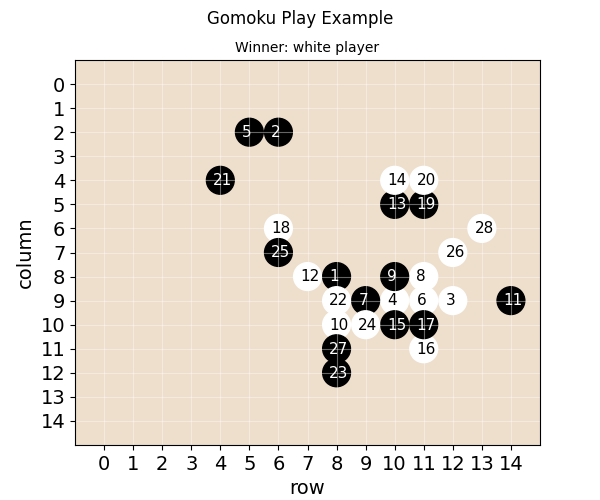 Gomoku Play Example
Winner: white player
0
1
2 5 2
3
4 21 14 20
5 13 19
6 18 28
7 25 26
8 12 1 9 8
9 22 7 4 6 3 11
10 10 24 15 17
11 27 16
12 23
13
14
column
0 1 2 3 4 5 6 7 8 9 10 11 12 13 14
row